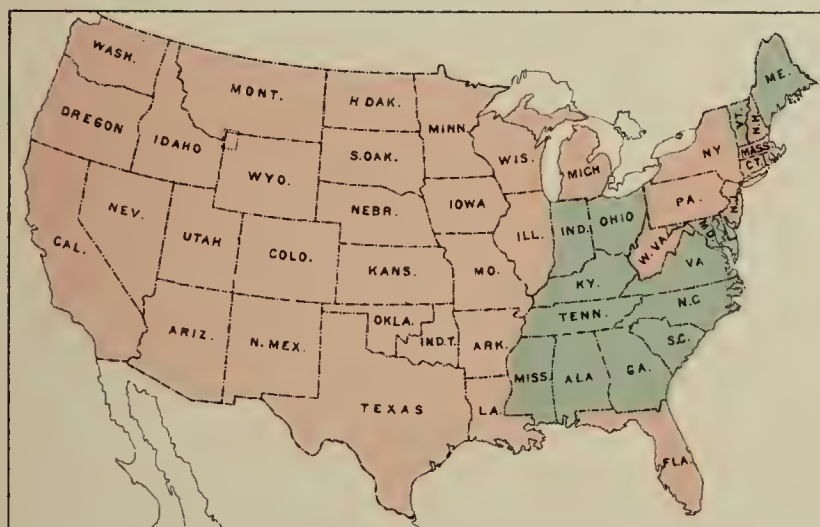 WASH.
MONT.
N.DAK.
MINN.
ME.
VT.
N.H.
OREGON
IDAHO
S.DAK.
WIS.
MICH
NY
MASS.
CT.
WYO.
NEBR.
IOWA
PA.
N.J.
NEV.
UTAH
COLO.
ILL.
IND.
OHIO
W.VA.
MD.
CAL.
KANS.
MO.
KY.
VA
OKLA.
IND.T.
TENN.
N.C
ARIZ.
N.MEX.
ARK.
S.C.
MISS.
ALA
GA.
TEXAS
LA.
FLA.